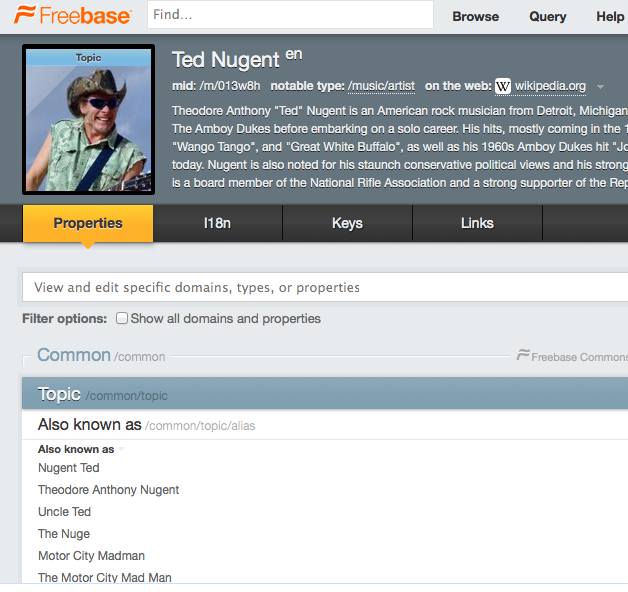 Freebase
Find...
Browse
Query
Help
Topic
Ted Nugent en
mid: /m/013w8h notable type: /music/artist on the web: W wikipedia.org
Theodore Anthony "Ted" Nugent is an American rock musician from Detroit, Michigan
The Amboy Dukes before embarking on a solo career. His hits, mostly coming in the 1
"Wango Tango", and "Great White Buffalo", as well as his 1960s Amboy Dukes hit "Jo
today. Nugent is also noted for his staunch conservative political views and his strong
is a board member of the National Rifle Association and a strong supporter of the Rep
Properties
I18n
Keys
Links
View and edit specific domains, types, or properties
Filter options: Show all domains and properties
Common /common
Freebase Commons
Topic /common/topic
Also known as /common/topic/alias
Also known as
Nugent Ted
Theodore Anthony Nugent
Uncle Ted
The Nuge
Motor City Madman
The Motor City Mad Man